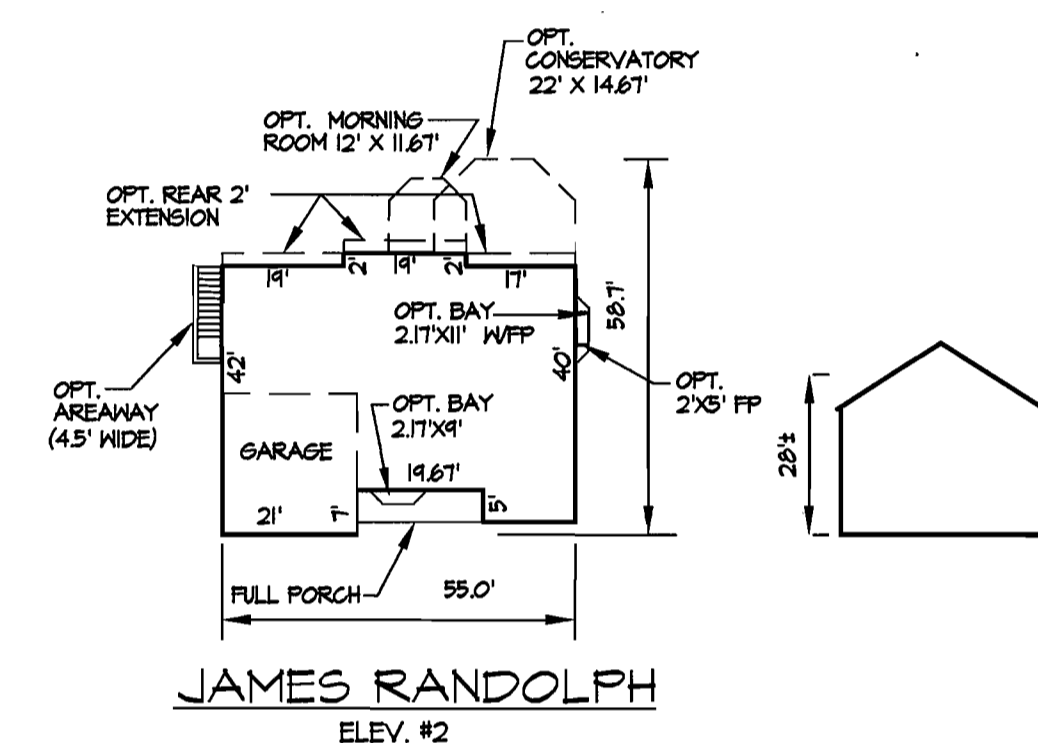 OPT.
CONSERVATORY
22' X 14.67'
OPT. MORNING
ROOM 12' X 11.67'
OPT. REAR 2'
EXTENSION
19'
2'
19'
2'
17'
OPT. BAY
2.17'X11' W/FP
58.7'
42'
40'
OPT.
AREAWAY
(4.5' WIDE)
OPT.
2'X5' FP
OPT. BAY
2.17'X9'
GARAGE
19.67'
28'±
21'
7'
5'
FULL PORCH
55.0'
JAMES RANDOLPH
ELEV. #2